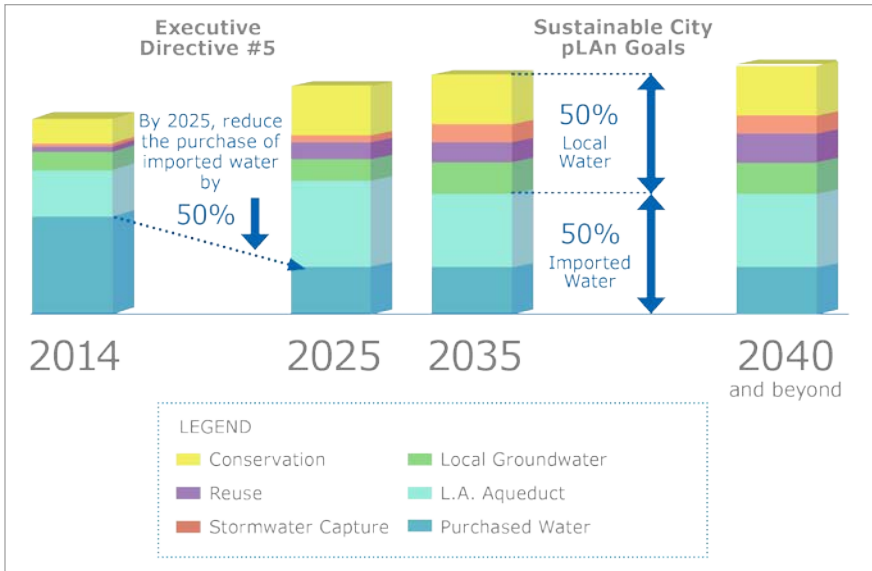 Executive
Directive #5
Sustainable City
pLAn Goals
By 2025, reduce
the purchase of
imported water
by
50%
50%
Local
Water
50%
Imported
Water
2014
2025
2035
2040
and beyond
LEGEND
Conservation
Local Groundwater
Reuse
L.A. Aqueduct
Stormwater Capture
Purchased Water